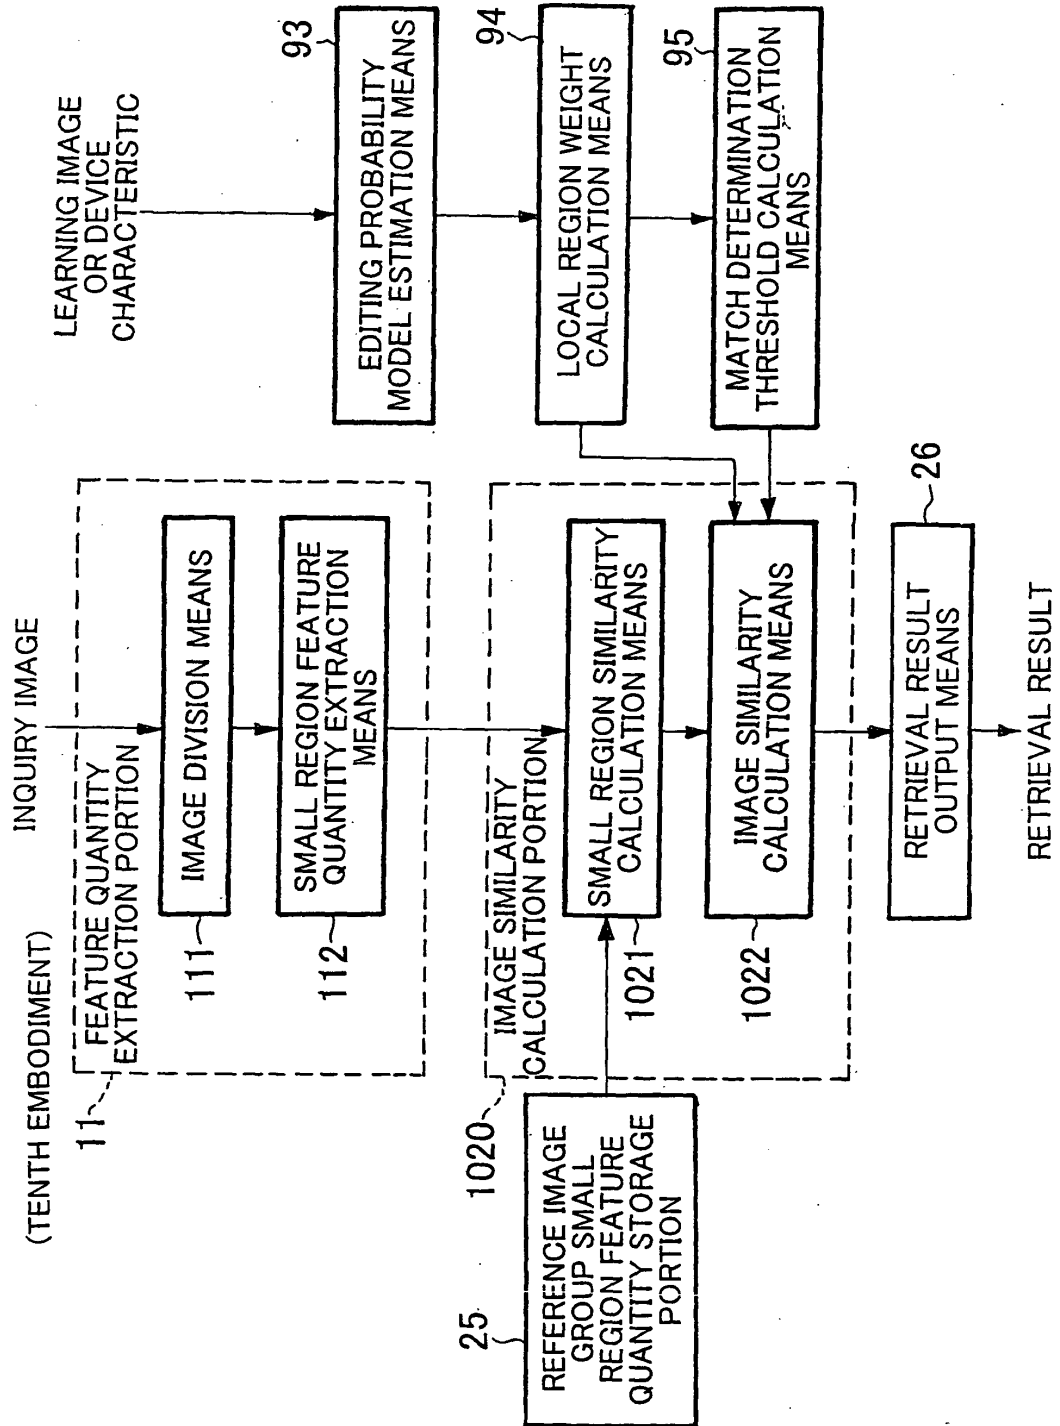 (TENTH EMBODIMENT)
INQUIRY IMAGE
LEARNING IMAGE
OR DEVICE
CHARACTERISTIC
11
FEATURE QUANTITY
EXTRACTION PORTION
111
IMAGE DIVISION MEANS
112
SMALL REGION FEATURE
QUANTITY EXTRACTION
MEANS
93
EDITING PROBABILITY
MODEL ESTIMATION MEANS
94
LOCAL REGION WEIGHT
CALCULATION MEANS
95
MATCH DETERMINATION
THRESHOLD CALCULATION
MEANS
1020
IMAGE SIMILARITY
CALCULATION PORTION
25
REFERENCE IMAGE
GROUP SMALL
REGION FEATURE
QUANTITY STORAGE
PORTION
1021
SMALL REGION SIMILARITY
CALCULATION MEANS
1022
IMAGE SIMILARITY
CALCULATION MEANS
26
RETRIEVAL RESULT
OUTPUT MEANS
RETRIEVAL RESULT